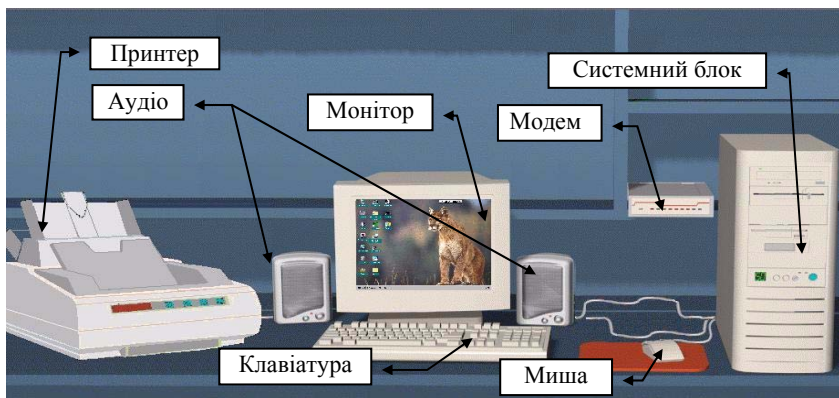 Принтер
Системний блок
Аудіо
Монітор
Модем
Клавіатура
Миша